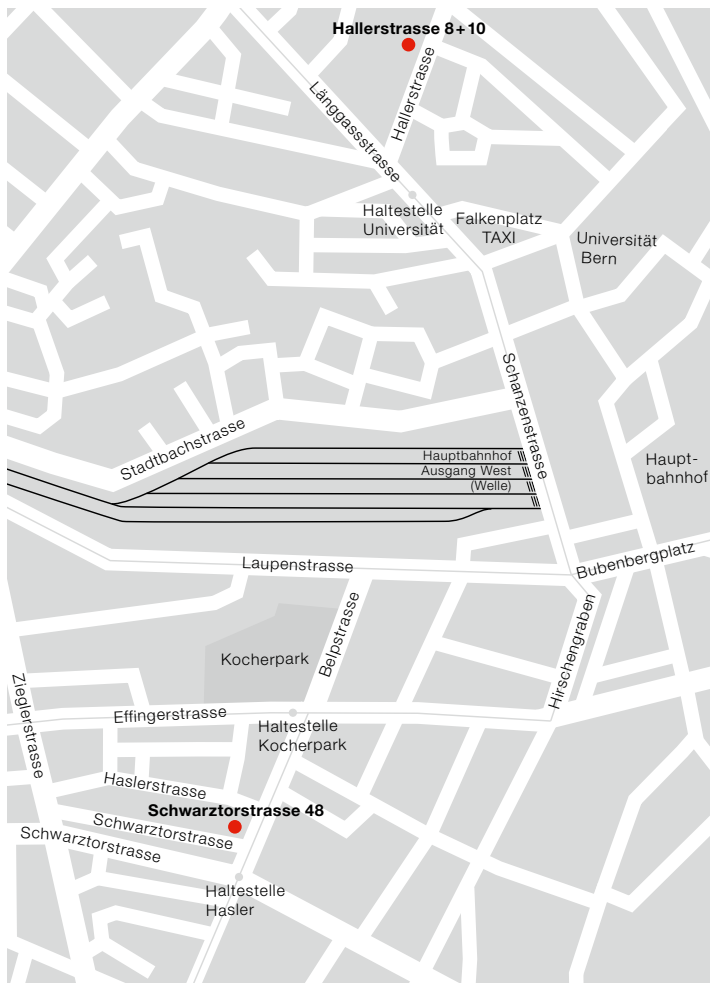 Hallerstrasse 8+10
Hallerstrasse
Länggassstrasse
Haltestelle
Universität
Falkenplatz
TAXI
Universität
Bern
Schanzenstrasse
Stadtbachstrasse
Hauptbahnhof
Ausgang West
(Welle)
Haupt-
bahnhof
Laupenstrasse
Bubenbergplatz
Belpstrasse
Hirschengraben
Kocherpark
Zieglerstrasse
Effingerstrasse
Haltestelle
Kocherpark
Haslerstrasse
Schwarztorstrasse 48
Schwarztorstrasse
Schwarztorstrasse
Haltestelle
Hasler